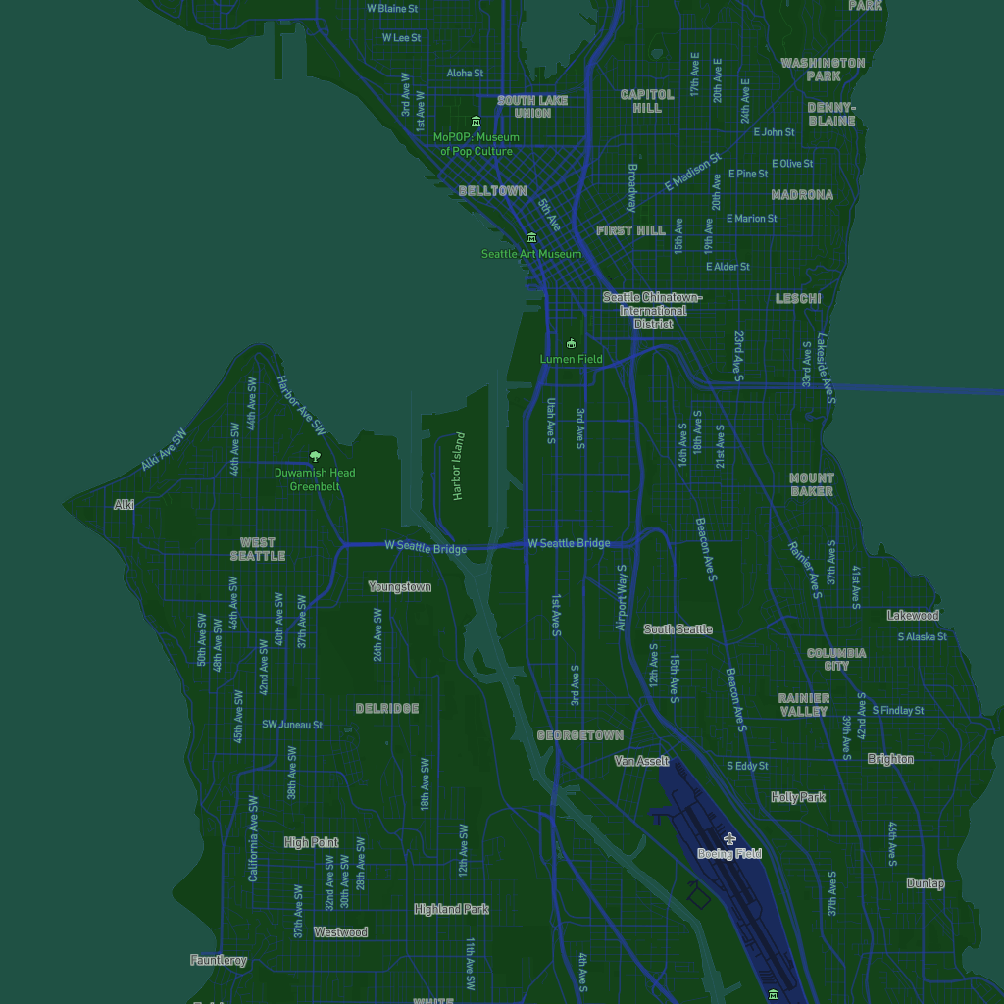 W Blaine St
PARK
W Lee St
Aloha St
WASHINGTON
PARK
3rd Ave W
1st Ave W
SOUTH LAKE
UNION
CAPITOL
HILL
17th Ave E
20th Ave E
24th Ave E
DENNY-
BLAINE
MoPOP: Museum
of Pop Culture
E John St
E Olive St
E Madison St
E Pine St
Broadway
BELLTOWN
20th Ave
MADRONA
5th Ave
FIRST HILL
15th Ave
19th Ave
E Marion St
Seattle Art Museum
E Alder St
Seattle Chinatown-
International
District
LESCHI
Lumen Field
23rd Ave S
33rd Ave S
Lakeside Ave S
Harbor Ave SW
44th Ave SW
46th Ave SW
Alki Ave SW
Utah Ave S
3rd Ave S
16th Ave S
18th Ave S
21st Ave S
Harbor Island
Duwamish Head
Greenbelt
MOUNT
BAKER
Alki
WEST
SEATTLE
W Seattle Bridge
W Seattle Bridge
Beacon Ave S
Rainier Ave S
37th Ave S
41st Ave S
Youngstown
Airport Way S
1st Ave S
Lakewood
50th Ave SW
48th Ave SW
46th Ave SW
42nd Ave SW
40th Ave SW
37th Ave SW
26th Ave SW
South Seattle
S Alaska St
12th Ave S
15th Ave S
COLUMBIA
CITY
3rd Ave S
Beacon Ave S
RAINIER
VALLEY
45th Ave SW
SW Juneau St
DELRIDGE
S Findlay St
39th Ave S
42nd Ave S
GEORGETOWN
Van Asselt
S Eddy St
Brighton
38th Ave SW
18th Ave SW
Holly Park
California Ave SW
High Point
12th Ave SW
Boeing Field
46th Ave S
32nd Ave SW
30th Ave SW
28th Ave SW
37th Ave S
Dunlap
37th Ave SW
Highland Park
Westwood
Fauntleroy
11th Ave SW
4th Ave S
WHITE